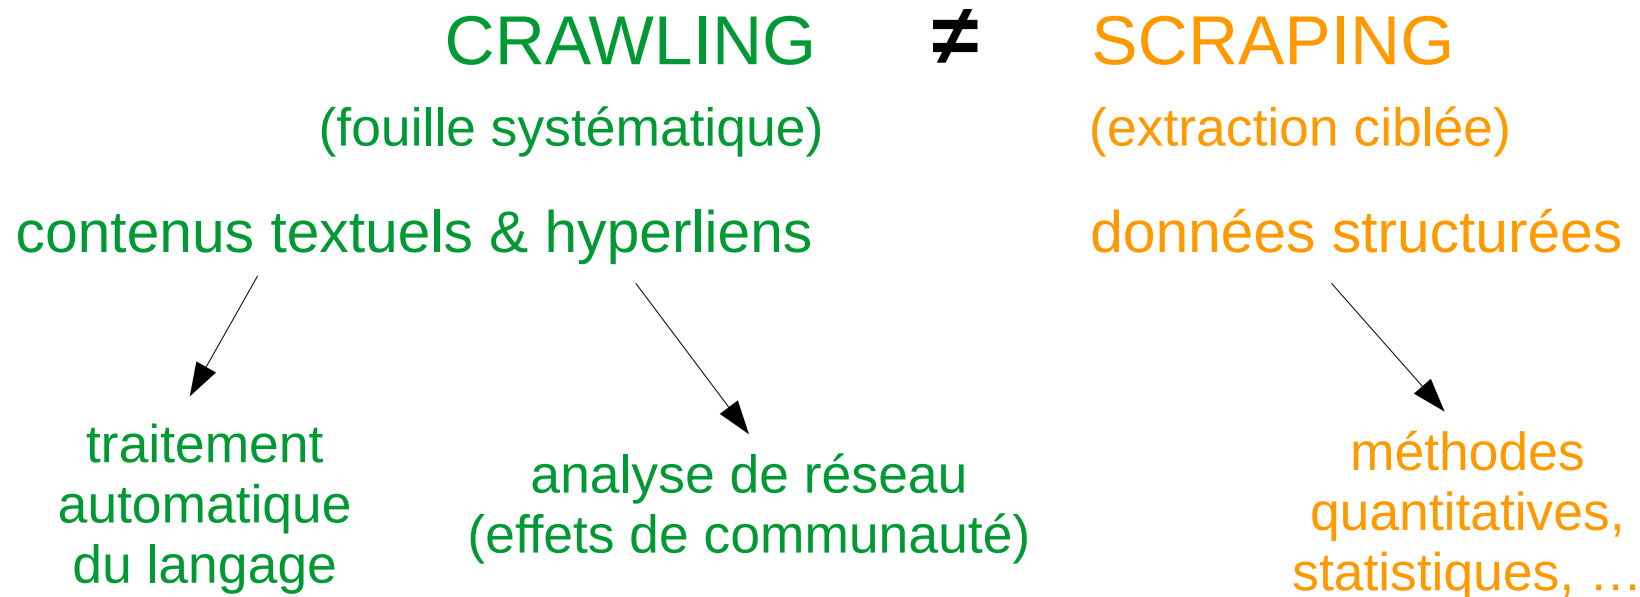 CRAWLING ≠ SCRAPING
(fouille systématique) (extraction ciblée)
contenus textuels & hyperliens données structurées
traitement
automatique
du langage
analyse de réseau
(effets de communauté)
méthodes
quantitatives,
statistiques, …